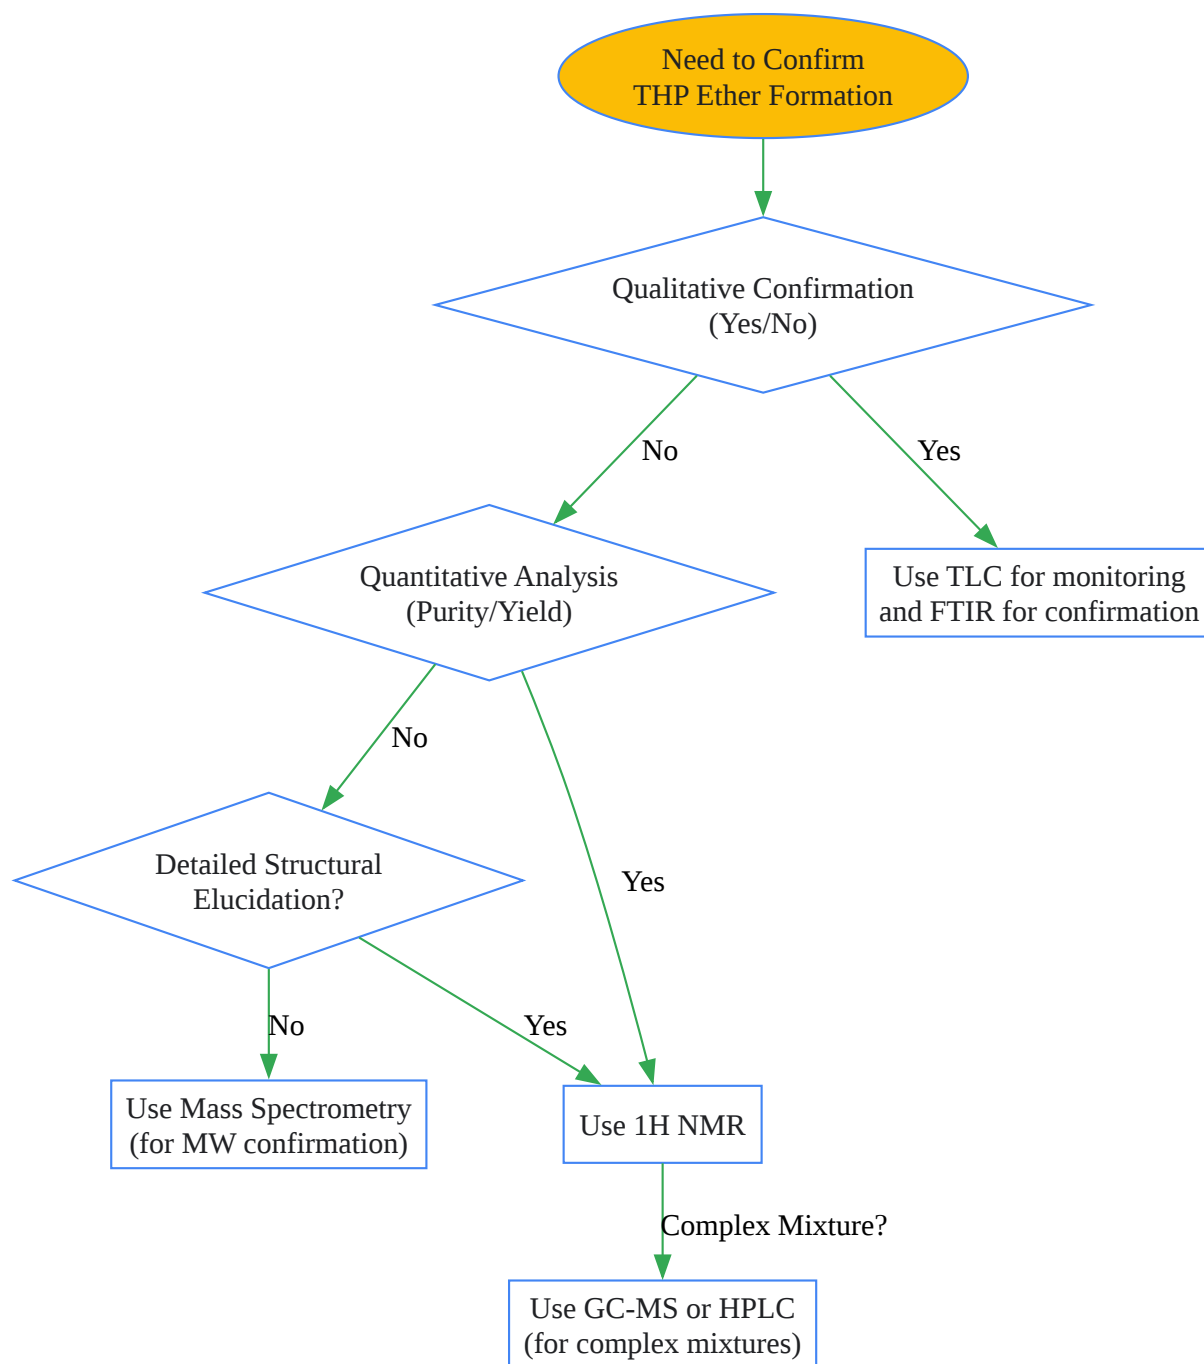 Need to Confirm
THP Ether Formation
Qualitative Confirmation
(Yes/No)
No
Yes
Quantitative Analysis
(Purity/Yield)
Use TLC for monitoring
and FTIR for confirmation
No
Yes
Detailed Structural
Elucidation?
No
Yes
Use Mass Spectrometry
(for MW confirmation)
Use 1H NMR
Complex Mixture?
Use GC-MS or HPLC
(for complex mixtures)